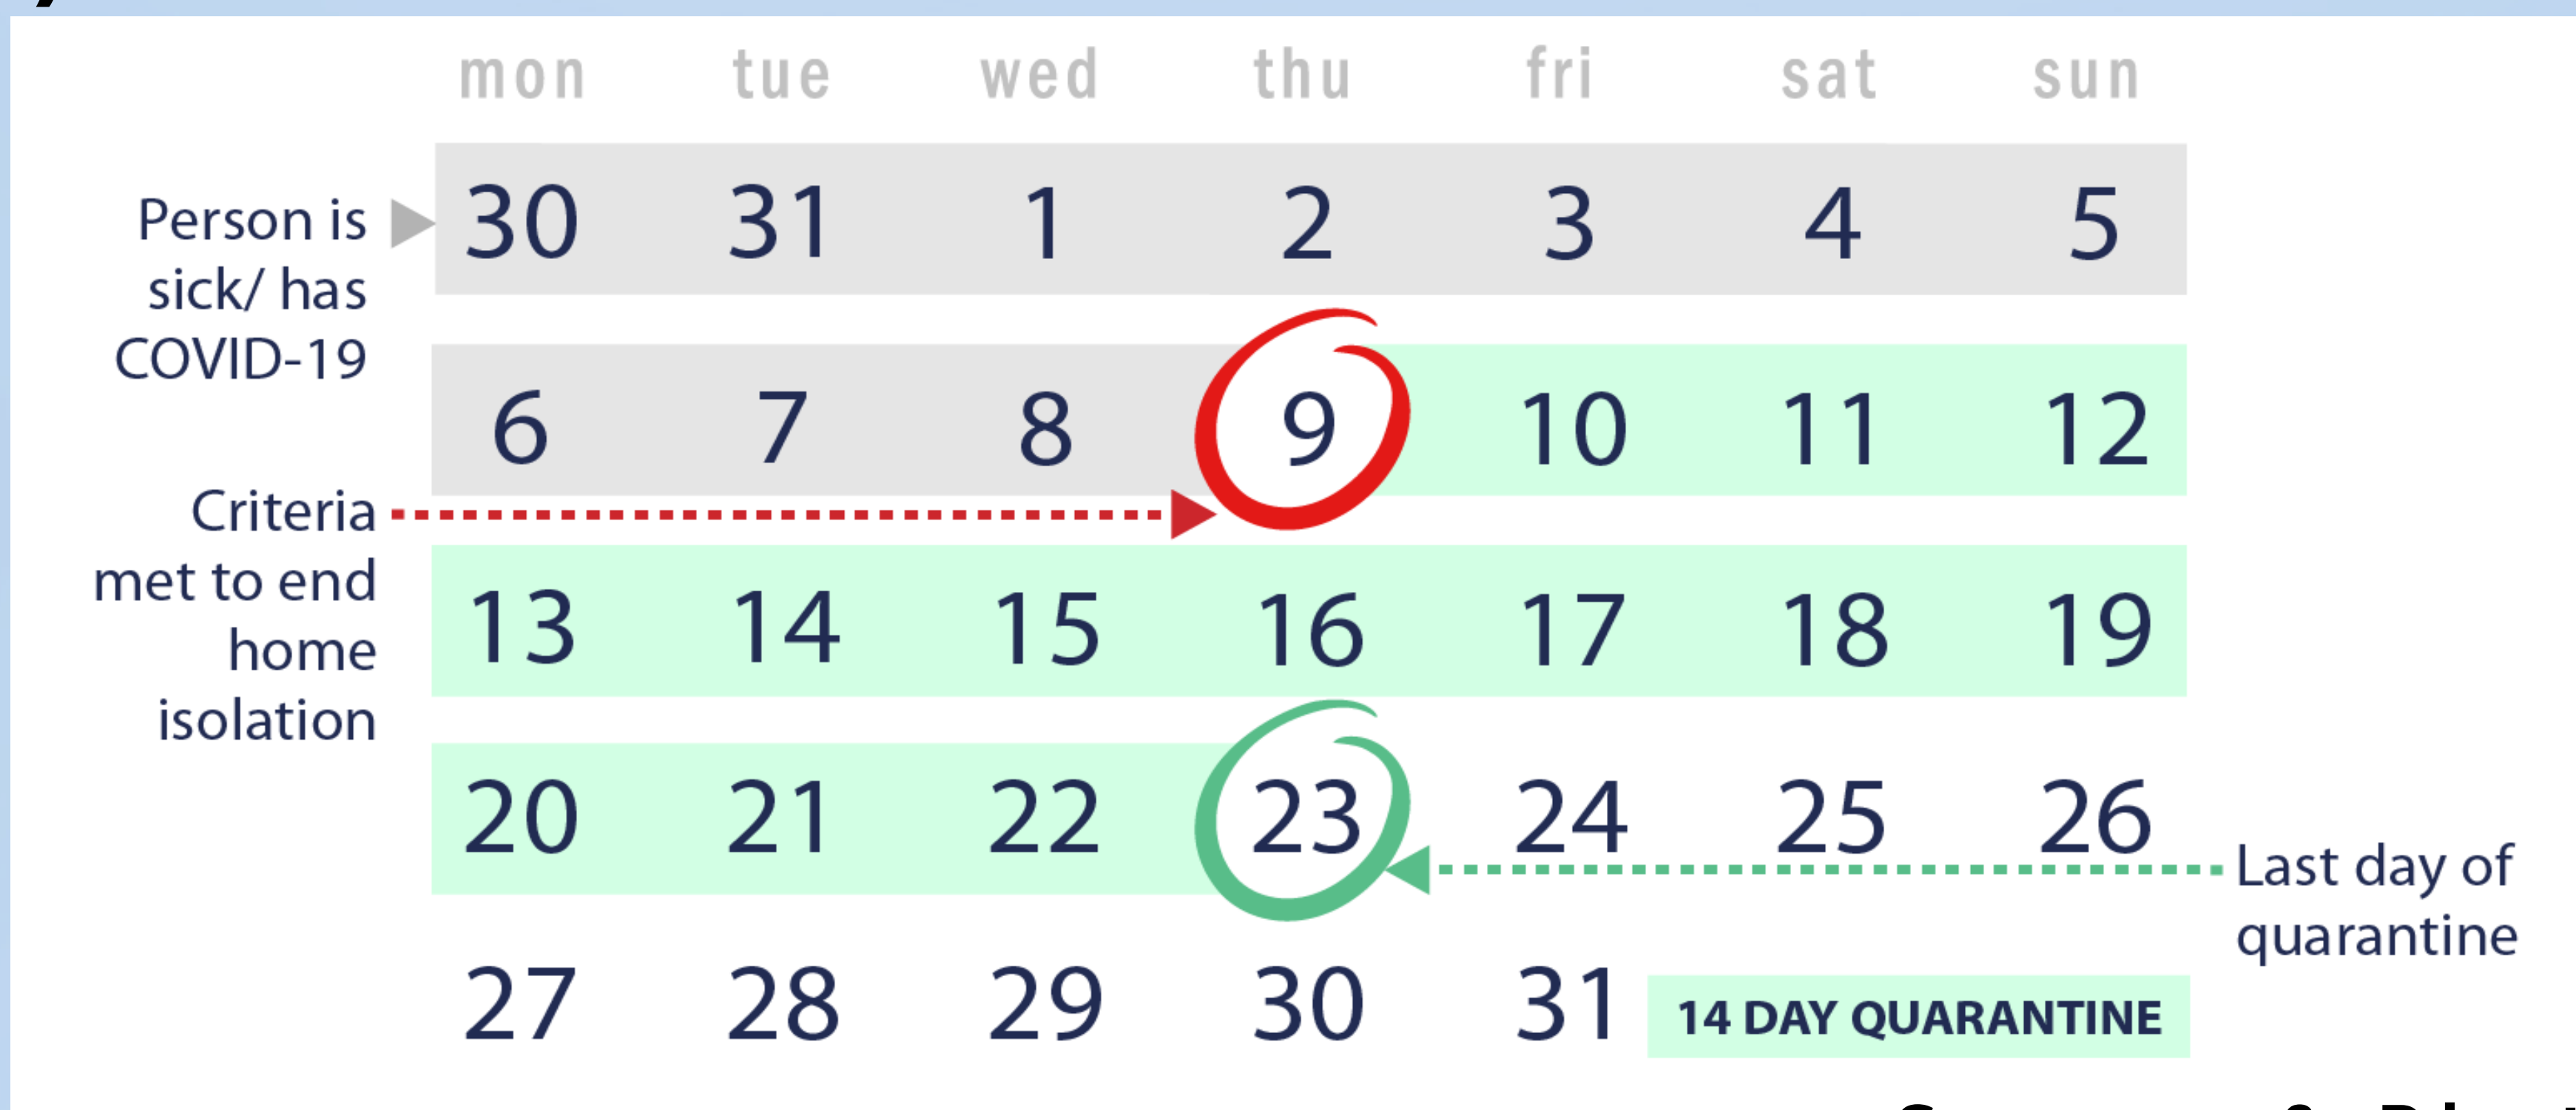 mon tue wed thu fri sat sun
Person is
sick/ has
COVID-19
30 31 1 2 3 4 5
6 7 8 9 10 11 12
Criteria
met to end
home
isolation
13 14 15 16 17 18 19
20 21 22 23 24 25 26
Last day of
quarantine
27 28 29 30 31
14 DAY QUARANTINE